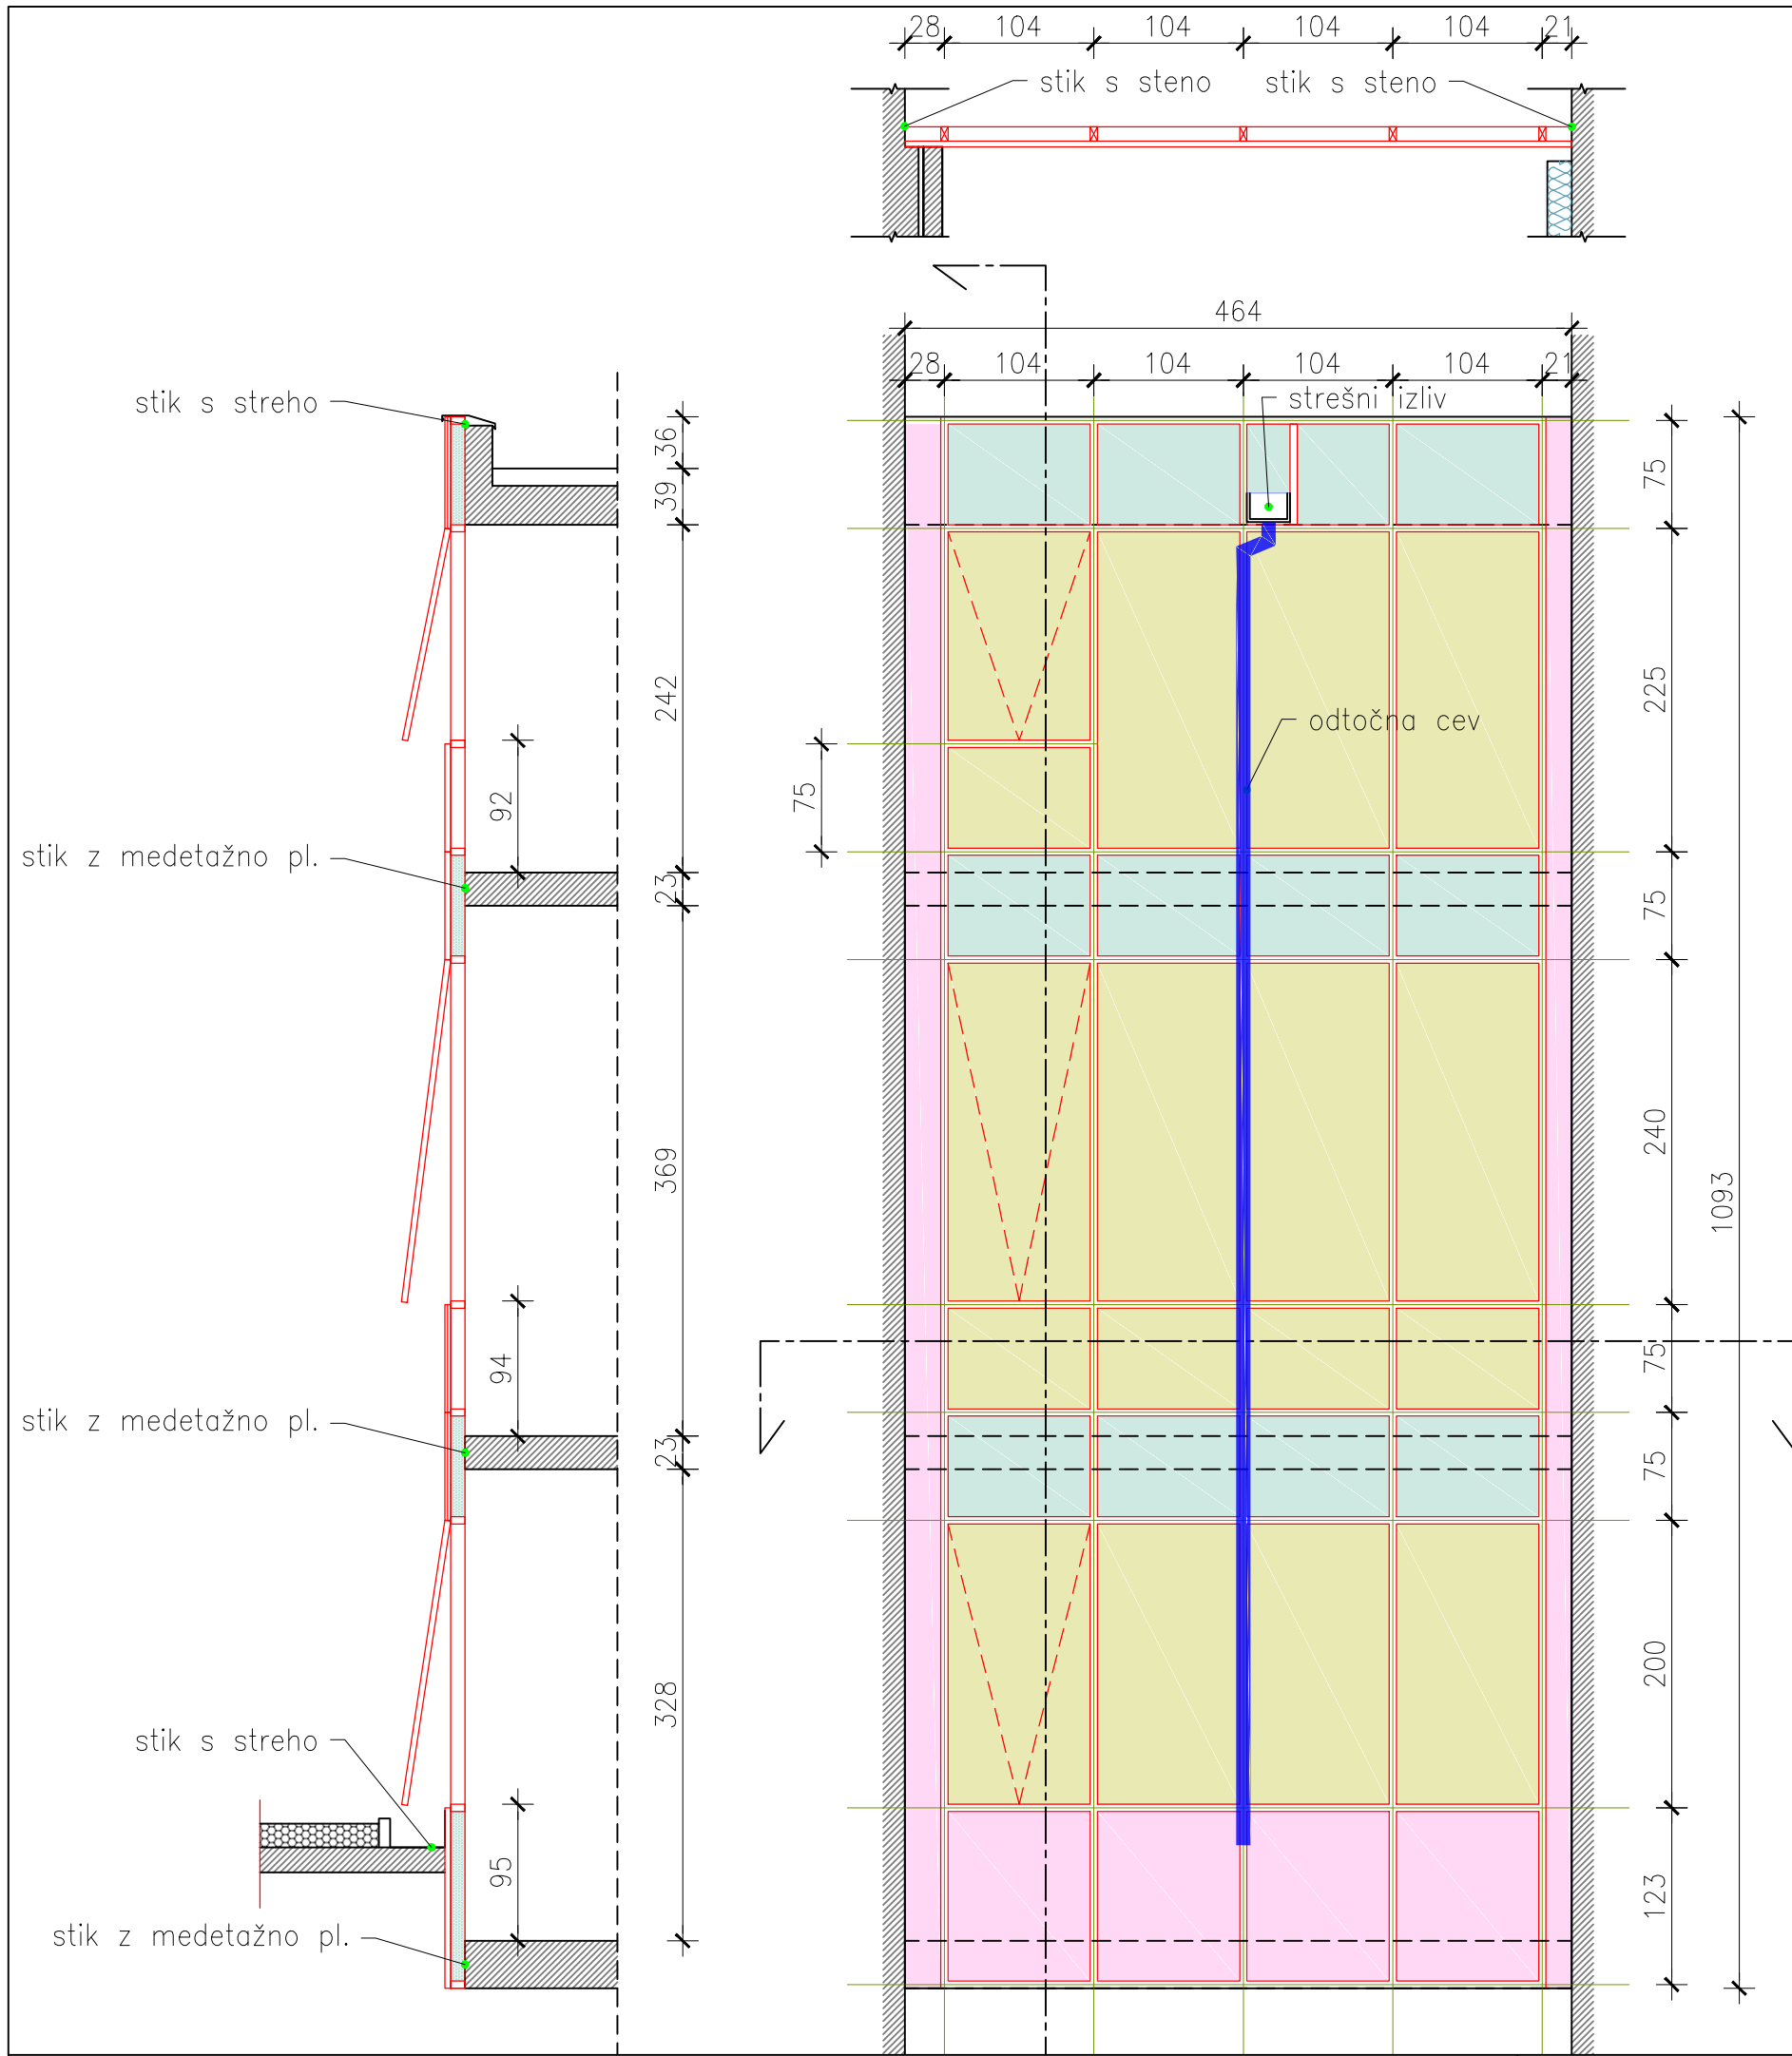 28 104 104 104 104 21
stik s steno stik s steno
464
28 104 104 104 104 21
strešni izliv
stik s streho
36
39
75
242
225
odtočna cev
92
75
stik z medetažno pl.
23
75
369
240
1093
94
75
stik z medetažno pl.
23
75
328
200
stik s streho
95
123
stik z medetažno pl.